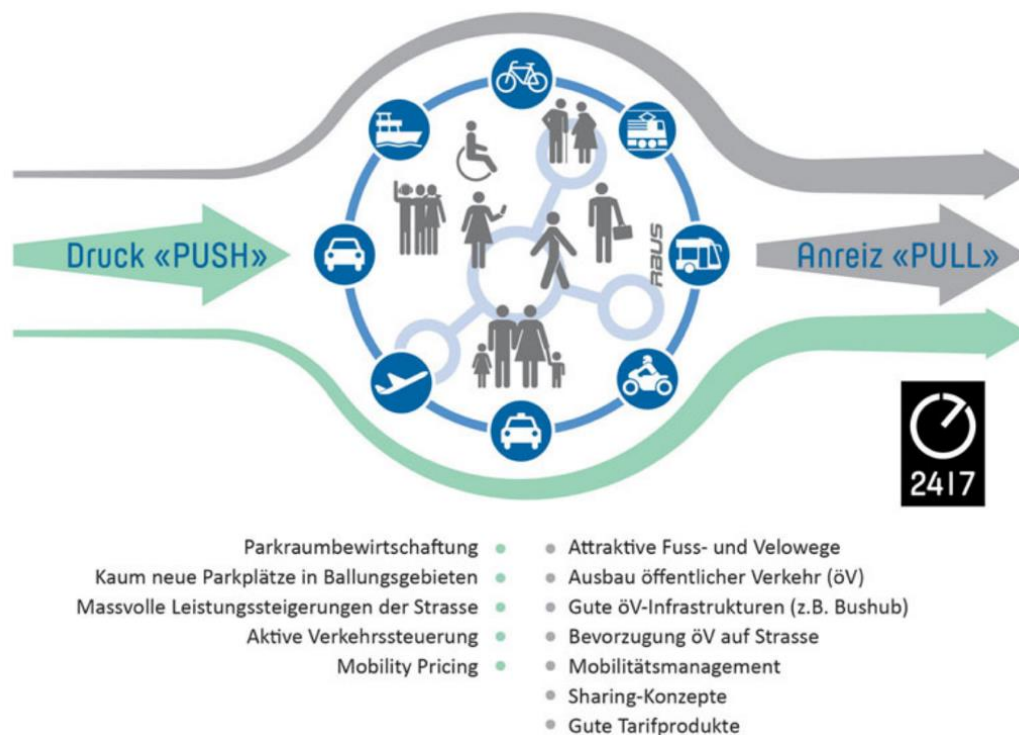 Druck «PUSH»
RBUS
Anreiz «PULL»
24|7
Parkraumbewirtschaftung
Kaum neue Parkplätze in Ballungsgebieten
Massvolle Leistungssteigerungen der Strasse
Aktive Verkehrssteuerung
Mobility Pricing
Attraktive Fuss- und Velowege
Ausbau öffentlicher Verkehr (öV)
Gute öV-Infrastrukturen (z.B. Bushub)
Bevorzugung öV auf Strasse
Mobilitätsmanagement
Sharing-Konzepte
Gute Tarifprodukte